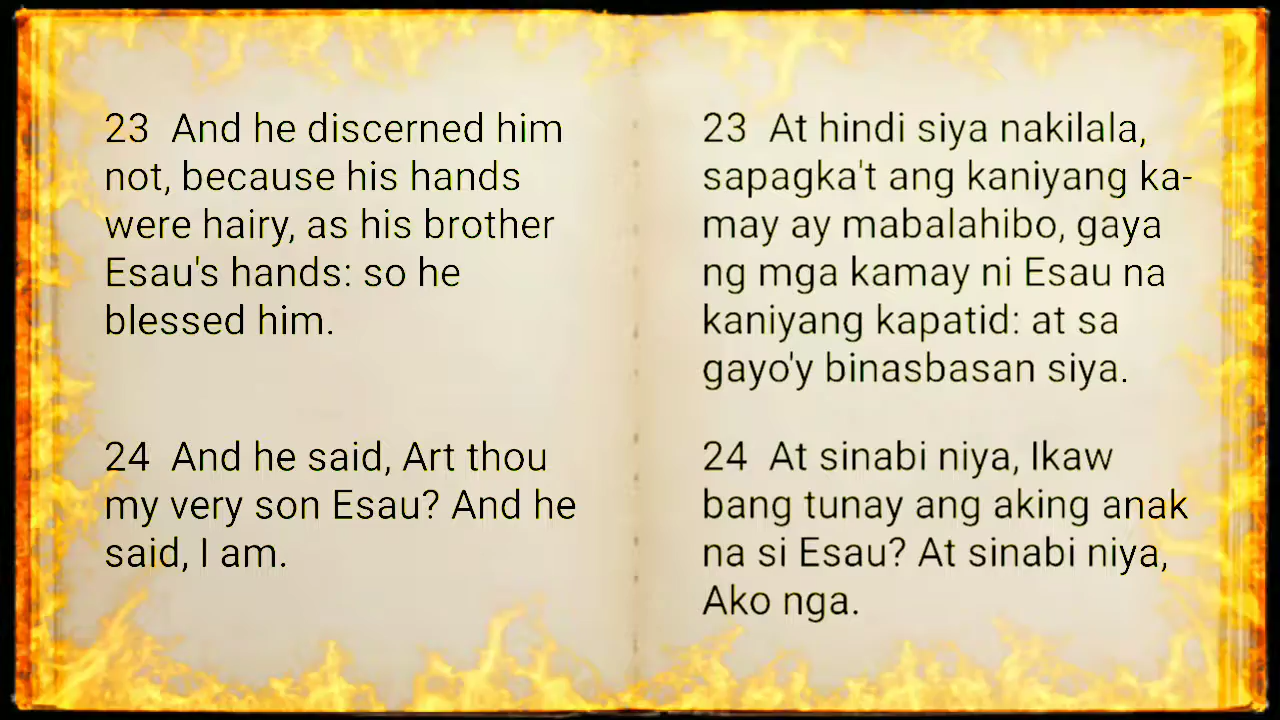 23 And he discerned him
not, because his hands
were hairy, as his brother
Esau's hands: so he
blessed him.
24 And he said, Art thou
my very son Esau? And he
said, I am.
23 At hindi siya nakilala,
sapagka't ang kaniyang ka-
may ay mabalahibo, gaya
ng mga kamay ni Esau na
kaniyang kapatid: at sa
gayo'y binasbasan siya.
24 At sinabi niya, Ikaw
bang tunay ang aking anak
na si Esau? At sinabi niya,
Ako nga.